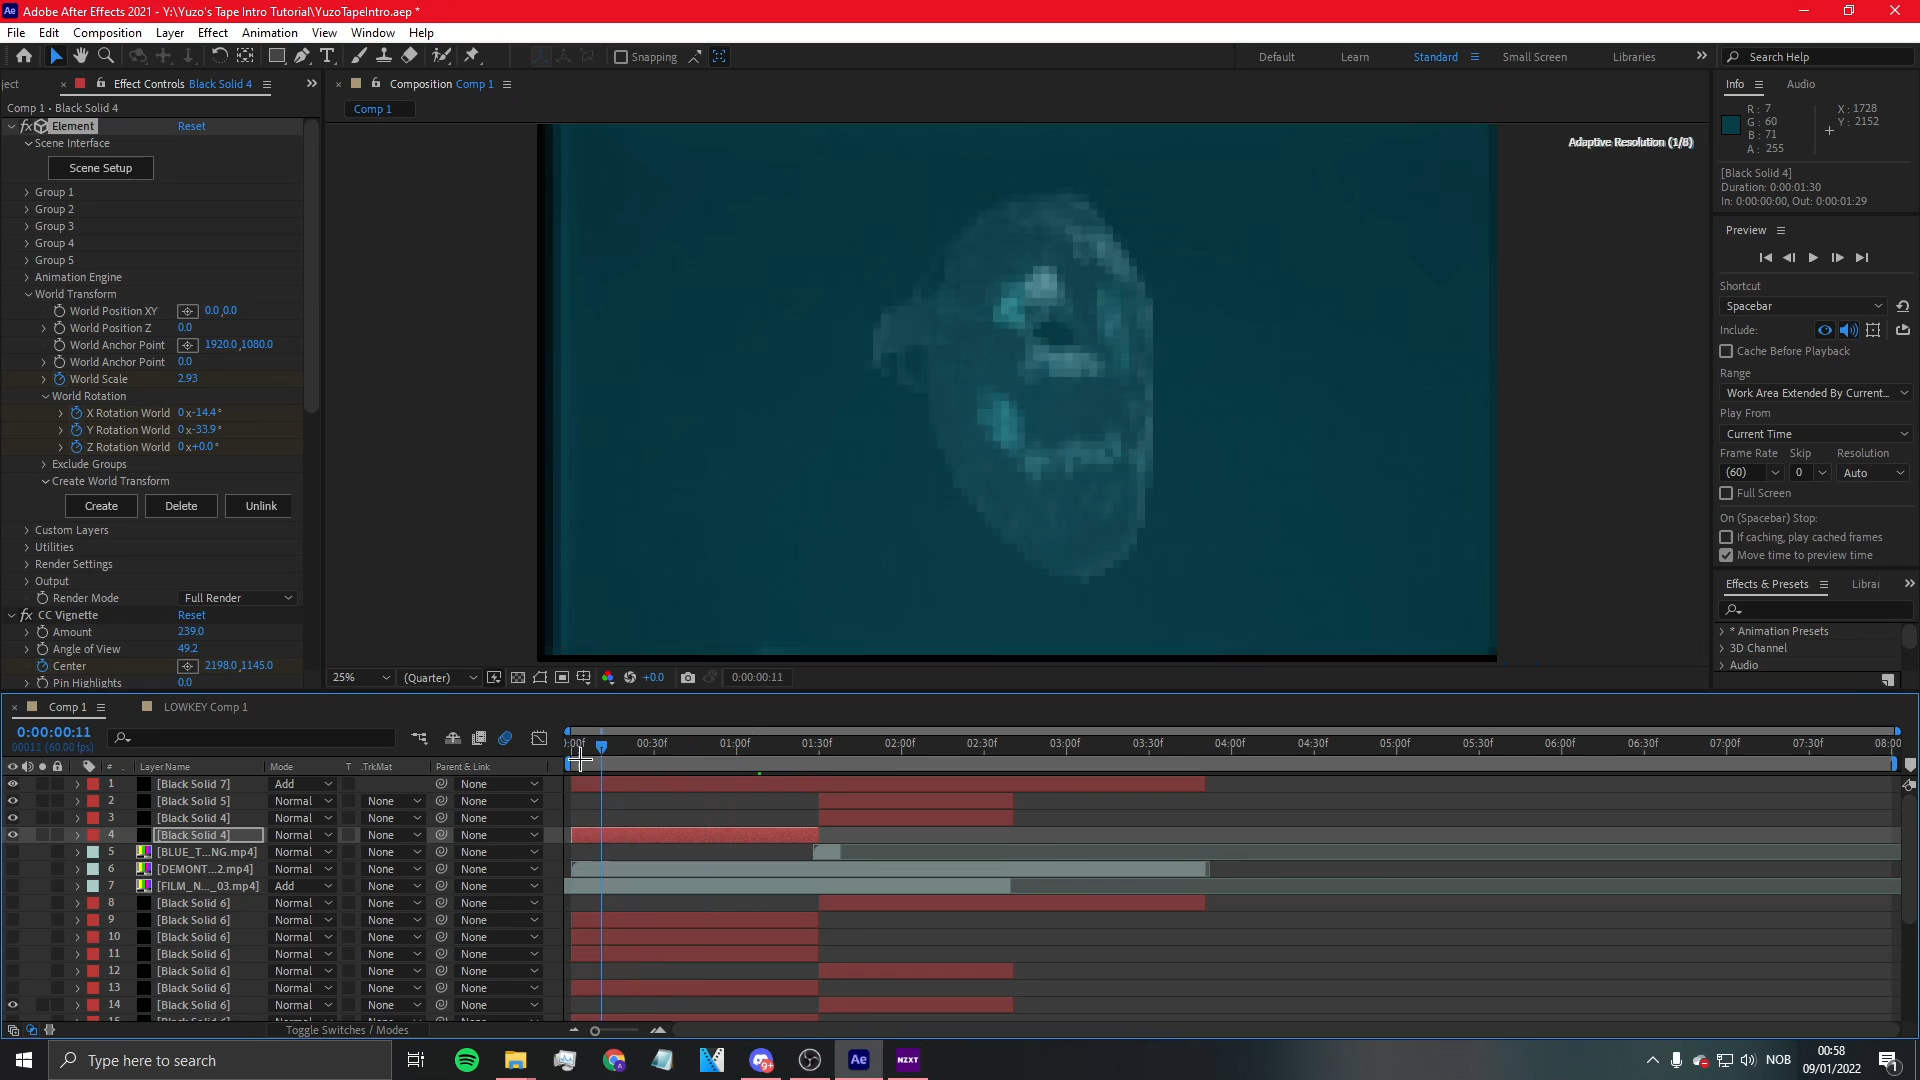 Adobe After Effects 2021 - Y:\Yuzo's Tape Intro Tutorial\YuzoTapeIntro.aep *
File Edit Composition Layer Effect Animation View Window Help
Snapping
Default Learn Standard Small Screen Libraries
Search Help
ject Effect Controls Black Solid 4
Comp 1 • Black Solid 4
fx Element Reset
Scene Interface
Scene Setup
Group 1
Group 2
Group 3
Group 4
Group 5
Animation Engine
World Transform
World Position XY 0.0,0.0
World Position Z 0.0
World Anchor Point 1920.0,1080.0
World Anchor Point 0.0
World Scale 2.93
World Rotation
X Rotation World 0x-14.4°
Y Rotation World 0x-33.9°
Z Rotation World 0x+0.0°
Exclude Groups
Create World Transform
Create Delete Unlink
Custom Layers
Utilities
Render Settings
Output
Render Mode Full Render
fx CC Vignette Reset
Amount 239.0
Angle of View 49.2
Center 2198.0,1145.0
Pin Highlights 0.0
Composition Comp 1
Comp 1
Adaptive Resolution (1/8)
25% (Quarter) +0.0 0:00:00:11
Info Audio
R: 7 X: 1728
G: 60 Y: 2152
B: 71
A: 255
[Black Solid 4]
Duration: 0:00:01:30
In: 0:00:00:00, Out: 0:00:01:29
Preview
Shortcut
Spacebar
Include:
Cache Before Playback
Range
Work Area Extended By Current...
Play From
Current Time
Frame Rate Skip Resolution
(60) 0 Auto
Full Screen
On (Spacebar) Stop:
If caching, play cached frames
Move time to preview time
Effects & Presets Librai
* Animation Presets
3D Channel
Audio
Comp 1 LOWKEY Comp 1
0:00:00:11
00011 (60.00 fps)
):00f 00:30f 01:00f 01:30f 02:00f 02:30f 03:00f 03:30f 04:00f 04:30f 05:00f 05:30f 06:00f 06:30f 07:00f 07:30f 08:00
# Layer Name Mode T .TrkMat Parent & Link
1 [Black Solid 7] Add None
2 [Black Solid 5] Normal None None
3 [Black Solid 4] Normal None None
4 [Black Solid 4] Normal None None
5 [BLUE_T...NG.mp4] Normal None None
6 [DEMONT...2.mp4] Normal None None
7 [FILM_N..._03.mp4] Add None None
8 [Black Solid 6] Normal None None
9 [Black Solid 6] Normal None None
10 [Black Solid 6] Normal None None
11 [Black Solid 6] Normal None None
12 [Black Solid 6] Normal None None
13 [Black Solid 6] Normal None None
14 [Black Solid 6] Normal None None
Toggle Switches / Modes
Type here to search
9+
Ae
NZXT
NOB
00:58
09/01/2022
1